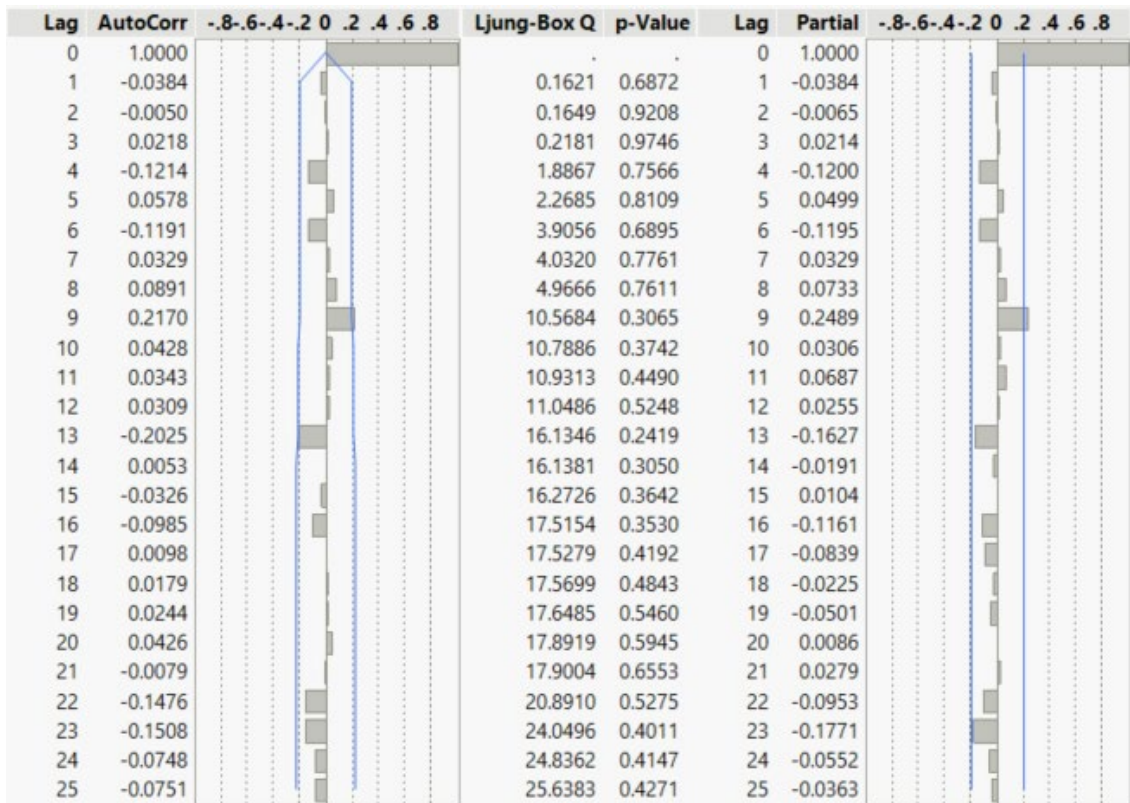 Lag AutoCorr -.8-.6-.4-.2 0 .2 .4 .6 .8 Ljung-Box Q p-Value Lag Partial -.8-.6-.4-.2 0 .2 .4 .6 .8
0 1.0000 . . 0 1.0000
1 -0.0384 0.1621 0.6872 1 -0.0384
2 -0.0050 0.1649 0.9208 2 -0.0065
3 0.0218 0.2181 0.9746 3 0.0214
4 -0.1214 1.8867 0.7566 4 -0.1200
5 0.0578 2.2685 0.8109 5 0.0499
6 -0.1191 3.9056 0.6895 6 -0.1195
7 0.0329 4.0320 0.7761 7 0.0329
8 0.0891 4.9666 0.7611 8 0.0733
9 0.2170 10.5684 0.3065 9 0.2489
10 0.0428 10.7886 0.3742 10 0.0306
11 0.0343 10.9313 0.4490 11 0.0687
12 0.0309 11.0486 0.5248 12 0.0255
13 -0.2025 16.1346 0.2419 13 -0.1627
14 0.0053 16.1381 0.3050 14 -0.0191
15 -0.0326 16.2726 0.3642 15 0.0104
16 -0.0985 17.5154 0.3530 16 -0.1161
17 0.0098 17.5279 0.4192 17 -0.0839
18 0.0179 17.5699 0.4843 18 -0.0225
19 0.0244 17.6485 0.5460 19 -0.0501
20 0.0426 17.8919 0.5945 20 0.0086
21 -0.0079 17.9004 0.6553 21 0.0279
22 -0.1476 20.8910 0.5275 22 -0.0953
23 -0.1508 24.0496 0.4011 23 -0.1771
24 -0.0748 24.8362 0.4147 24 -0.0552
25 -0.0751 25.6383 0.4271 25 -0.0363